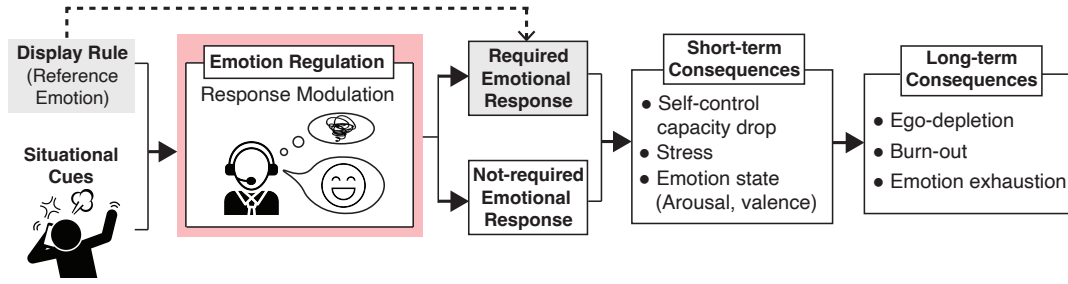 Display Rule
(Reference
Emotion)
Situational
Cues
Emotion Regulation
Response Modulation
Required
Emotional
Response
Not-required
Emotional
Response
Short-term
Consequences
● Self-control
capacity drop
● Stress
● Emotion state
(Arousal, valence)
Long-term
Consequences
● Ego-depletion
● Burn-out
● Emotion exhaustion